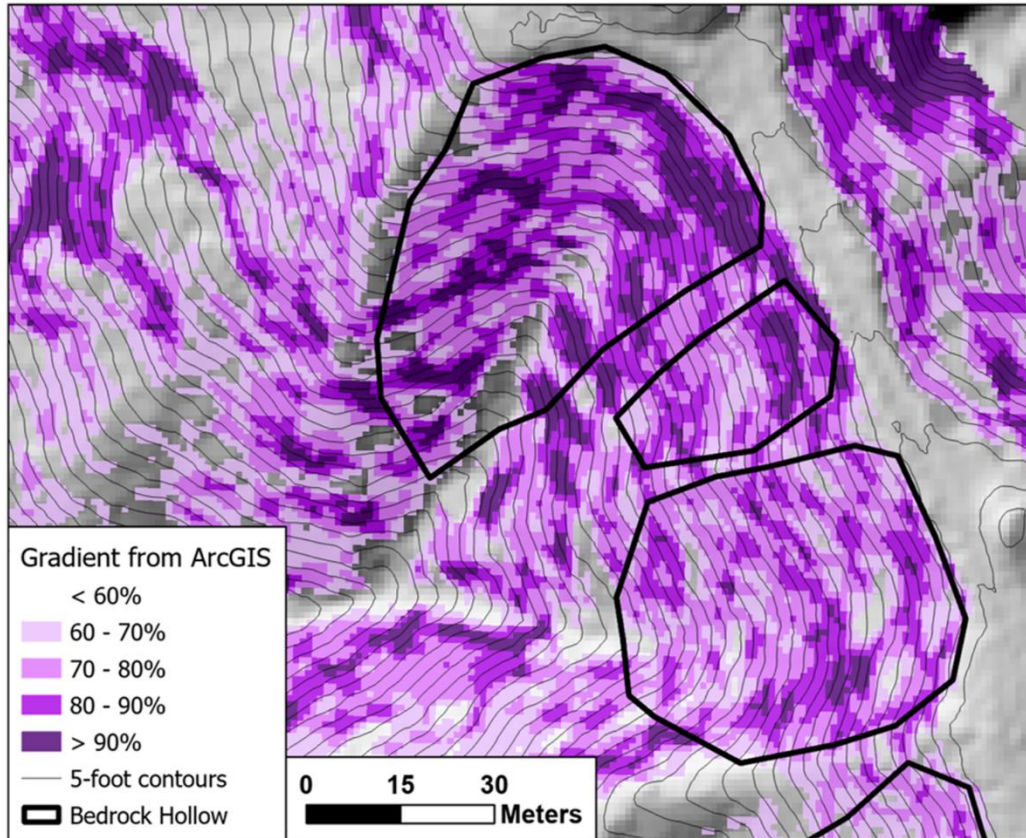 Gradient from ArcGIS
< 60%
60 - 70%
70 - 80%
80 - 90%
> 90%
5-foot contours
Bedrock Hollow
0 15 30
Meters